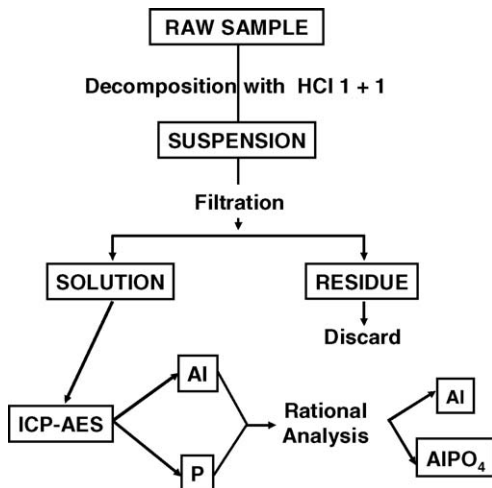 RAW SAMPLE
Decomposition with HCl 1 + 1
SUSPENSION
Filtration
SOLUTION
RESIDUE
Discard
Al
ICP-AES
Rational
Analysis
P
Al
AlPO₄